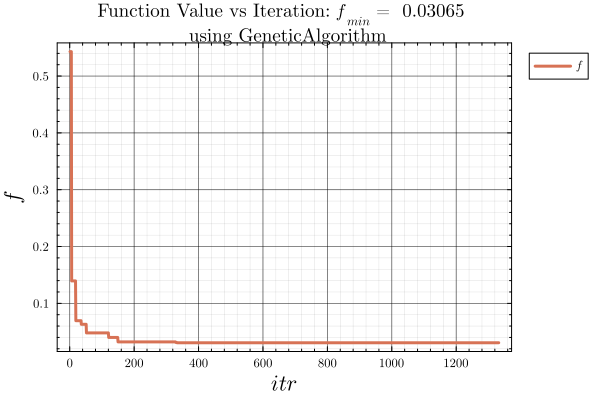 Function Value vs Iteration: f_min = 0.03065
using GeneticAlgorithm
f
0.5
0.4
f
0.3
0.2
0.1
0 200 400 600 800 1000 1200
itr